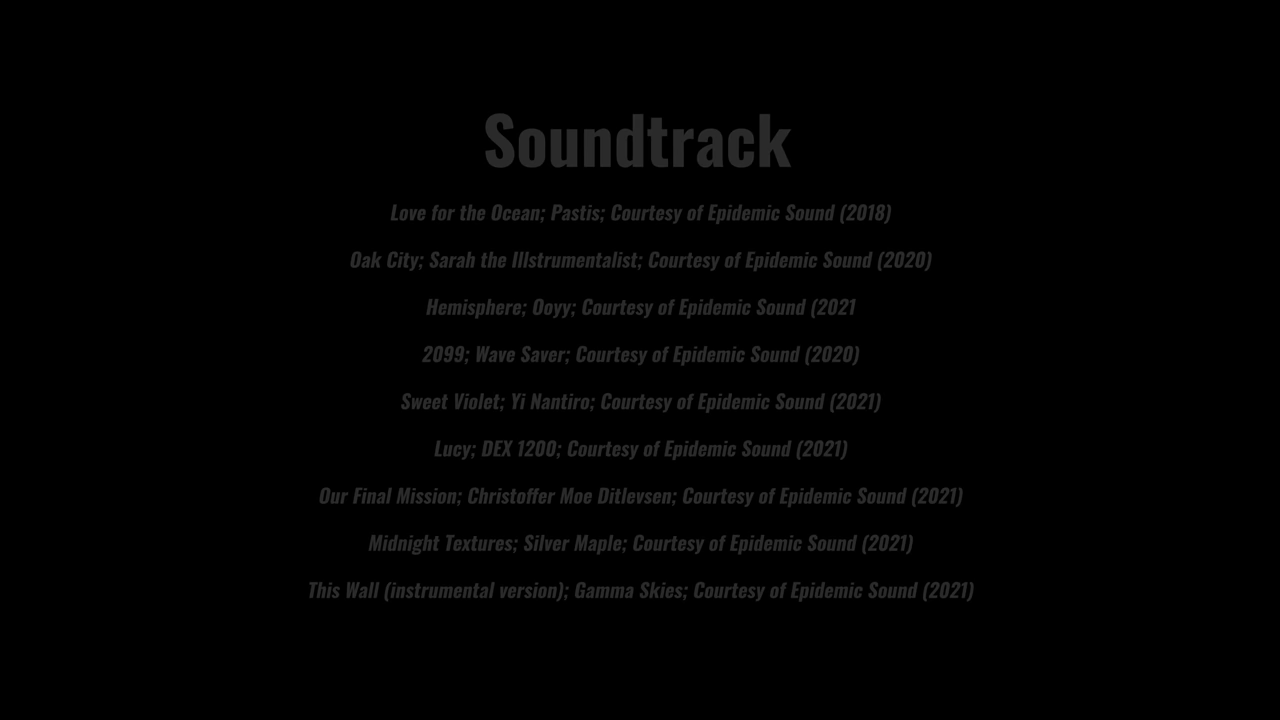 Soundtrack
Love for the Ocean; Pastis; Courtesy of Epidemic Sound (2018)
Oak City; Sarah the Illstrumentalist; Courtesy of Epidemic Sound (2020)
Hemisphere; Ooyy; Courtesy of Epidemic Sound (2021
2099; Wave Saver; Courtesy of Epidemic Sound (2020)
Sweet Violet; Yi Nantiro; Courtesy of Epidemic Sound (2021)
Lucy; DEX 1200; Courtesy of Epidemic Sound (2021)
Our Final Mission; Christoffer Moe Ditlevsen; Courtesy of Epidemic Sound (2021)
Midnight Textures; Silver Maple; Courtesy of Epidemic Sound (2021)
This Wall (instrumental version); Gamma Skies; Courtesy of Epidemic Sound (2021)